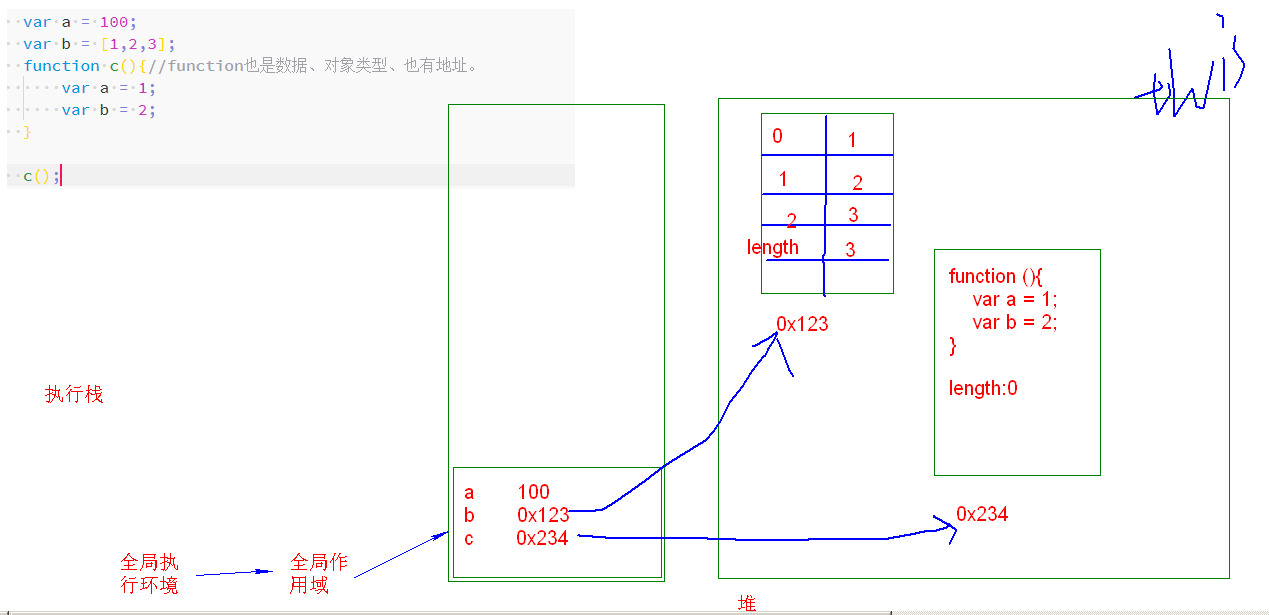 var a = 100;
var b = [1,2,3];
function c(){//function也是数据、对象类型、也有地址。
var a = 1;
var b = 2;
}
c();
0 1
1 2
2 3
length 3
0x123
function (){
var a = 1;
var b = 2;
}
length:0
0x234
执行栈
a 100
b 0x123
c 0x234
全局执
行环境
全局作
用域
堆